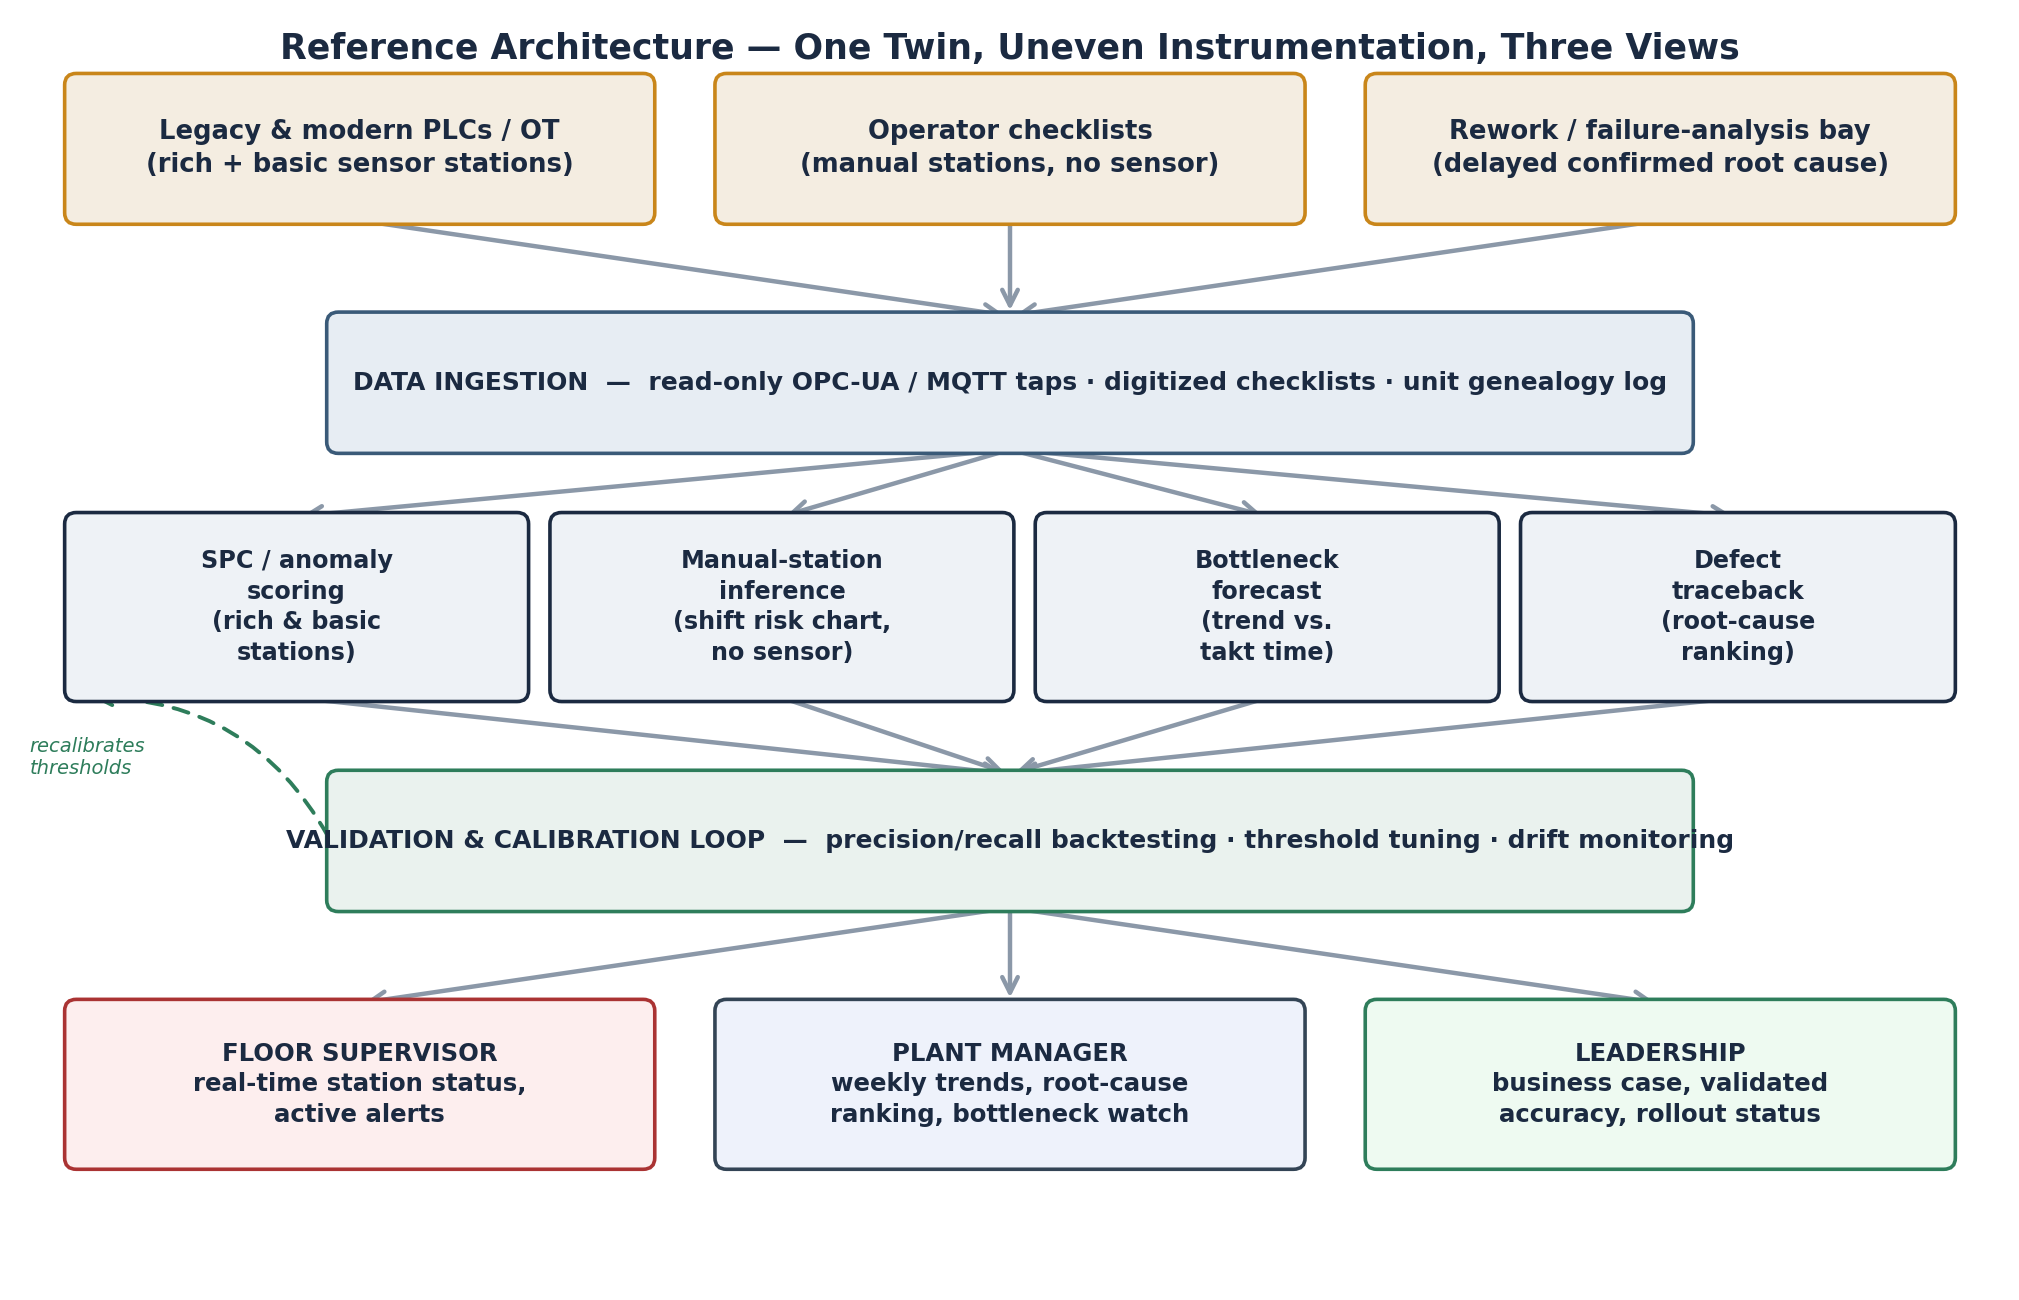 Reference Architecture — One Twin, Uneven Instrumentation, Three Views
Legacy & modern PLCs / OT
(rich + basic sensor stations)
Operator checklists
(manual stations, no sensor)
Rework / failure-analysis bay
(delayed confirmed root cause)
DATA INGESTION — read-only OPC-UA / MQTT taps · digitized checklists · unit genealogy log
SPC / anomaly
scoring
(rich & basic
stations)
Manual-station
inference
(shift risk chart,
no sensor)
Bottleneck
forecast
(trend vs.
takt time)
Defect
traceback
(root-cause
ranking)
recalibrates
thresholds
VALIDATION & CALIBRATION LOOP — precision/recall backtesting · threshold tuning · drift monitoring
FLOOR SUPERVISOR
real-time station status,
active alerts
PLANT MANAGER
weekly trends, root-cause
ranking, bottleneck watch
LEADERSHIP
business case, validated
accuracy, rollout status